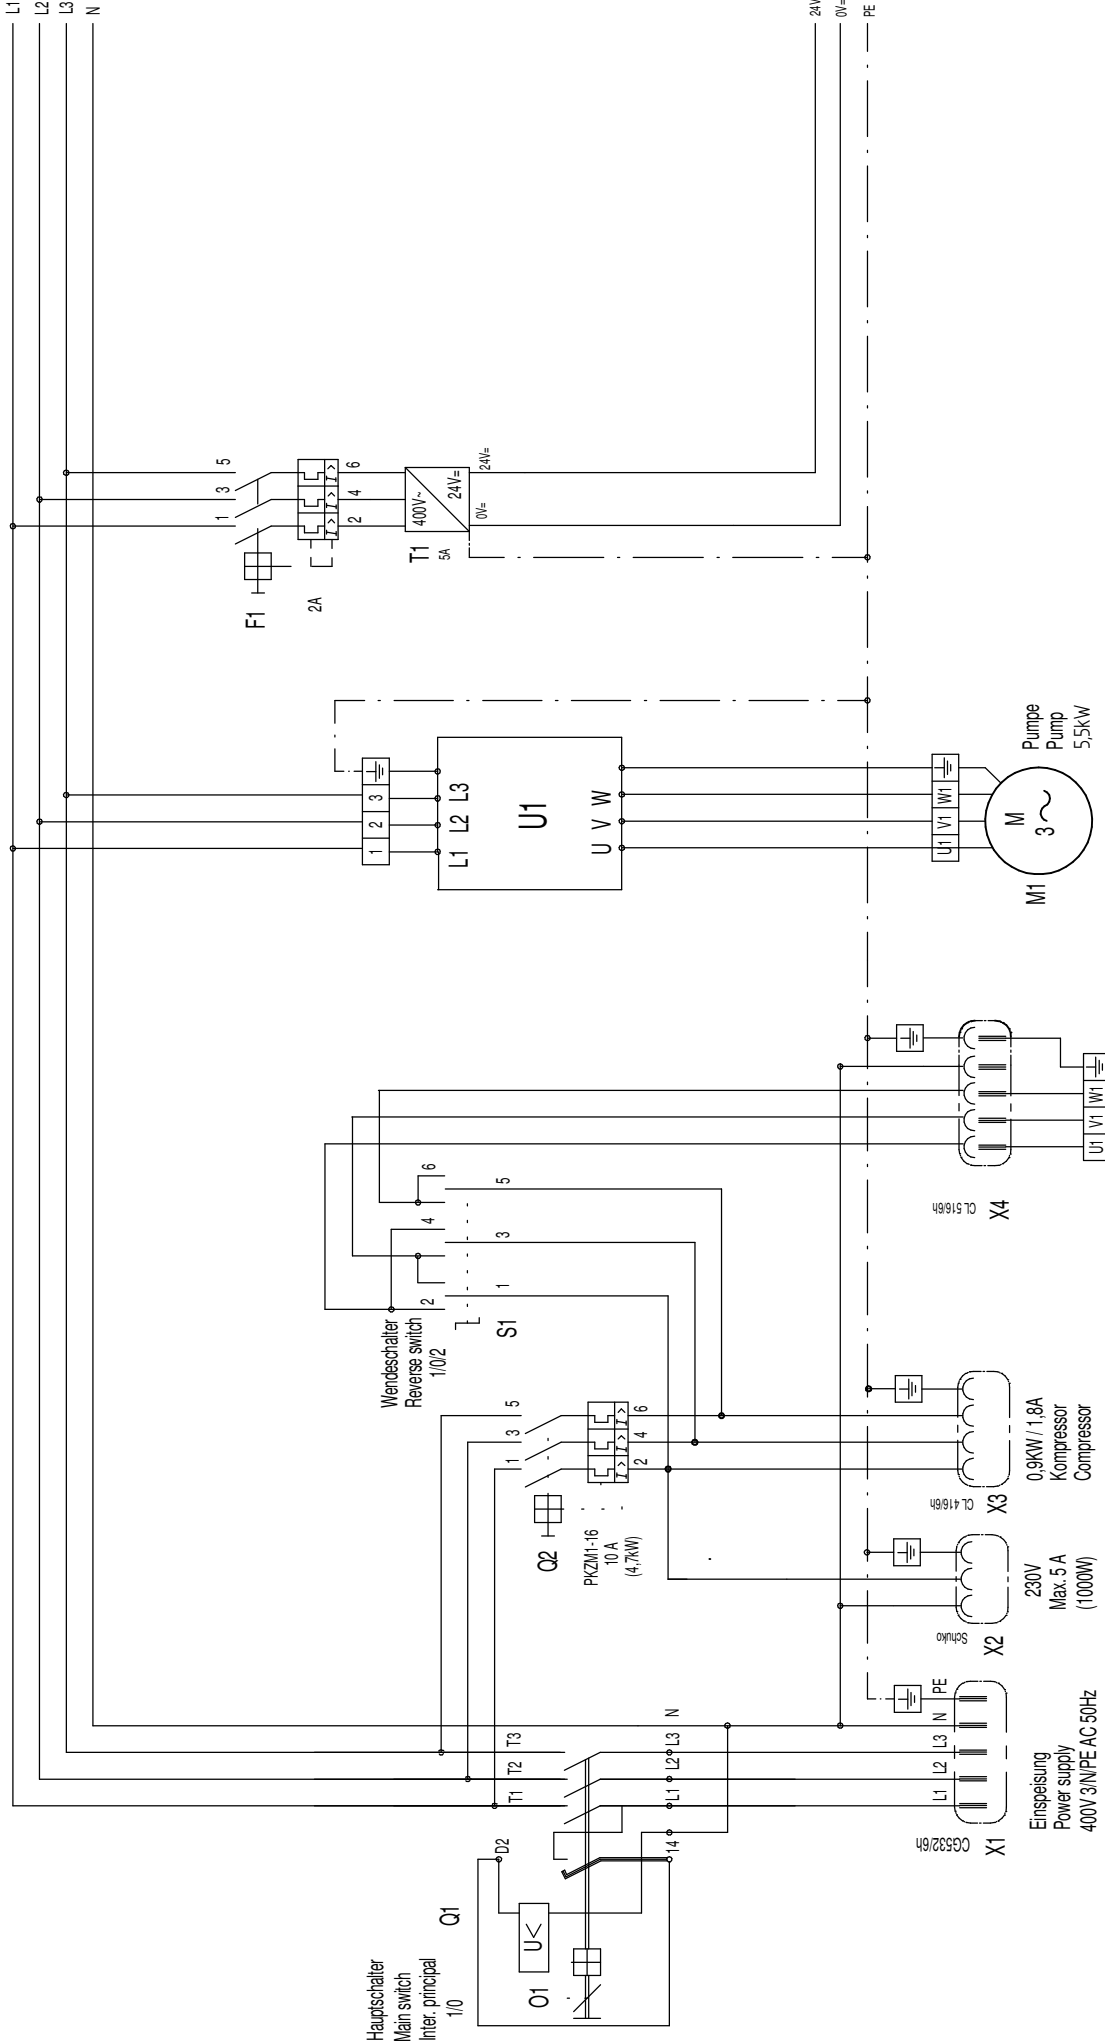 L1
L2
L3
N
24V
0V=
PE
5
3
1
F1
2A
6
4
2
400V~
24V=
T1
5A
24V=
0V=
1
2
3
L1 L2 L3
U1
U V W
U1 V1 W1
M
3
M1
Pumpe
Pump
5,5kW
Wendeschalter
Reverse switch
1/0/2
2
4
6
1
3
5
S1
CL 516/6h
X4
U1 V1 W1
1
3
5
Q2
PKZM1-16
10 A
(4,7kW)
I> I> I>
2
4
6
CL 416/6h
X3
0,9KW / 1,8A
Kompressor
Compressor
Schuko
X2
230V
Max. 5 A
(1000W)
Hauptschalter
Main switch
Inter. principal
1/0
Q1
D2
U<
O1
T1
T2
T3
14
L1
L2
L3
N
L1
L2
L3
N
PE
CG532/6h
X1
Einspeisung
Power supply
400V 3/N/PE AC 50Hz